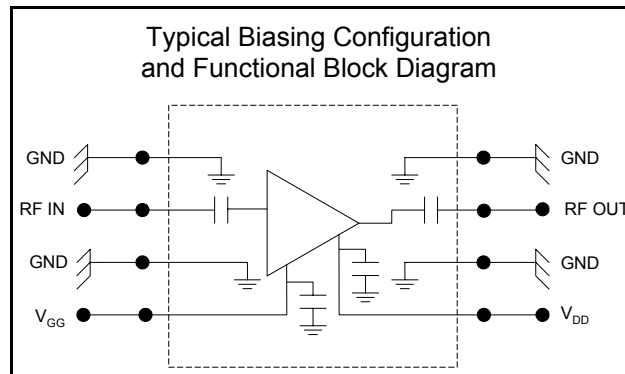 Typical Biasing Configuration
and Functional Block Diagram
GND
GND
RF IN
RF OUT
GND
GND
VGG
VDD